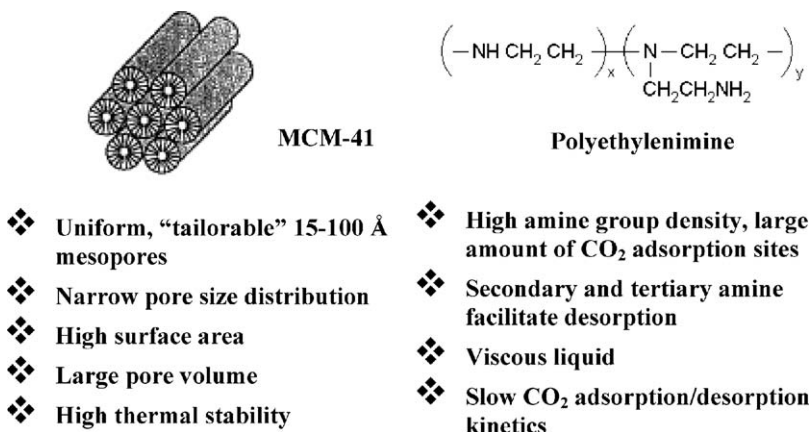 (—NH CH₂ CH₂ —)ₓ(—N—CH₂ CH₂—)ᵧ
CH₂CH₂NH₂
MCM-41
Polyethylenimine
❖ Uniform, “tailorable” 15-100 Å
mesopores
❖ Narrow pore size distribution
❖ High surface area
❖ Large pore volume
❖ High thermal stability
❖ High amine group density, large
amount of CO₂ adsorption sites
❖ Secondary and tertiary amine
facilitate desorption
❖ Viscous liquid
❖ Slow CO₂ adsorption/desorption
kinetics